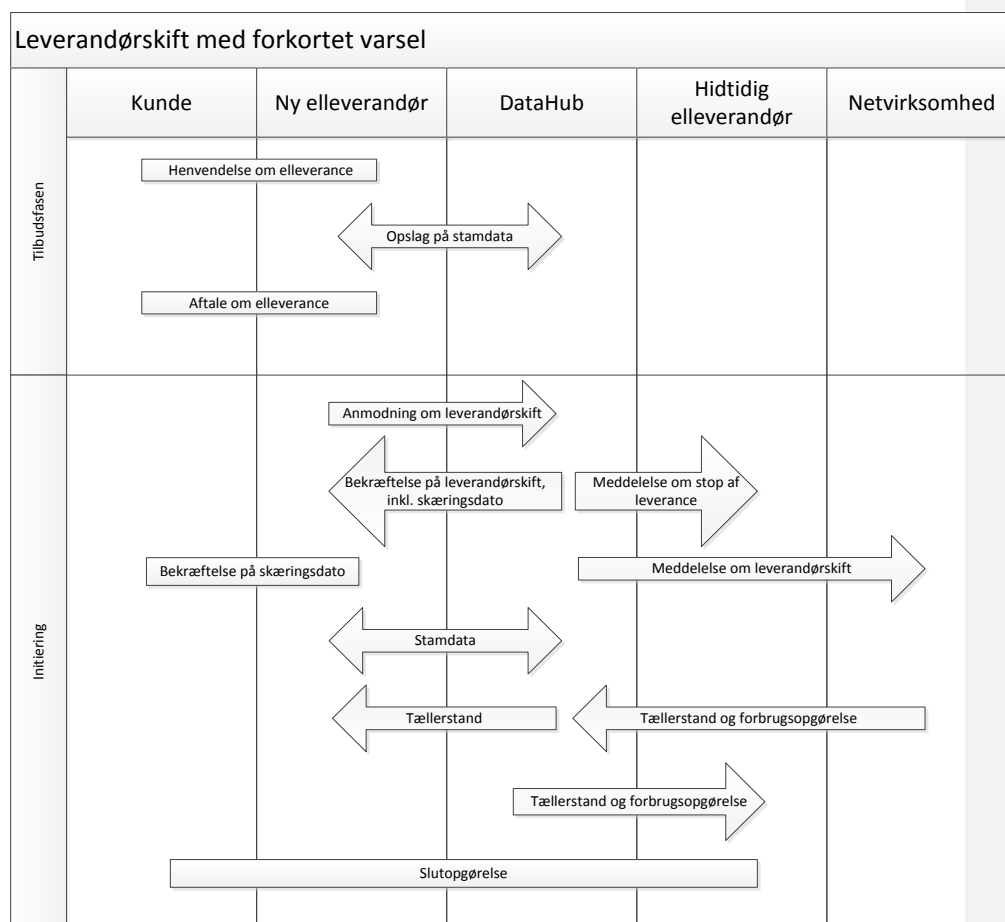 Leverandørskift med forkortet varsel
Kunde
Ny elleverandør
DataHub
Hidtidig
elleverandør
Netvirksomhed
Tilbudsfasen
Henvendelse om elleverance
Opslag på stamdata
Aftale om elleverance
Initiering
Anmodning om leverandørskift
Bekræftelse på leverandørskift,
inkl. skæringsdato
Meddelelse om stop af
leverance
Bekræftelse på skæringsdato
Meddelelse om leverandørskift
Stamdata
Tællerstand
Tællerstand og forbrugsopgørelse
Tællerstand og forbrugsopgørelse
Slutopgørelse